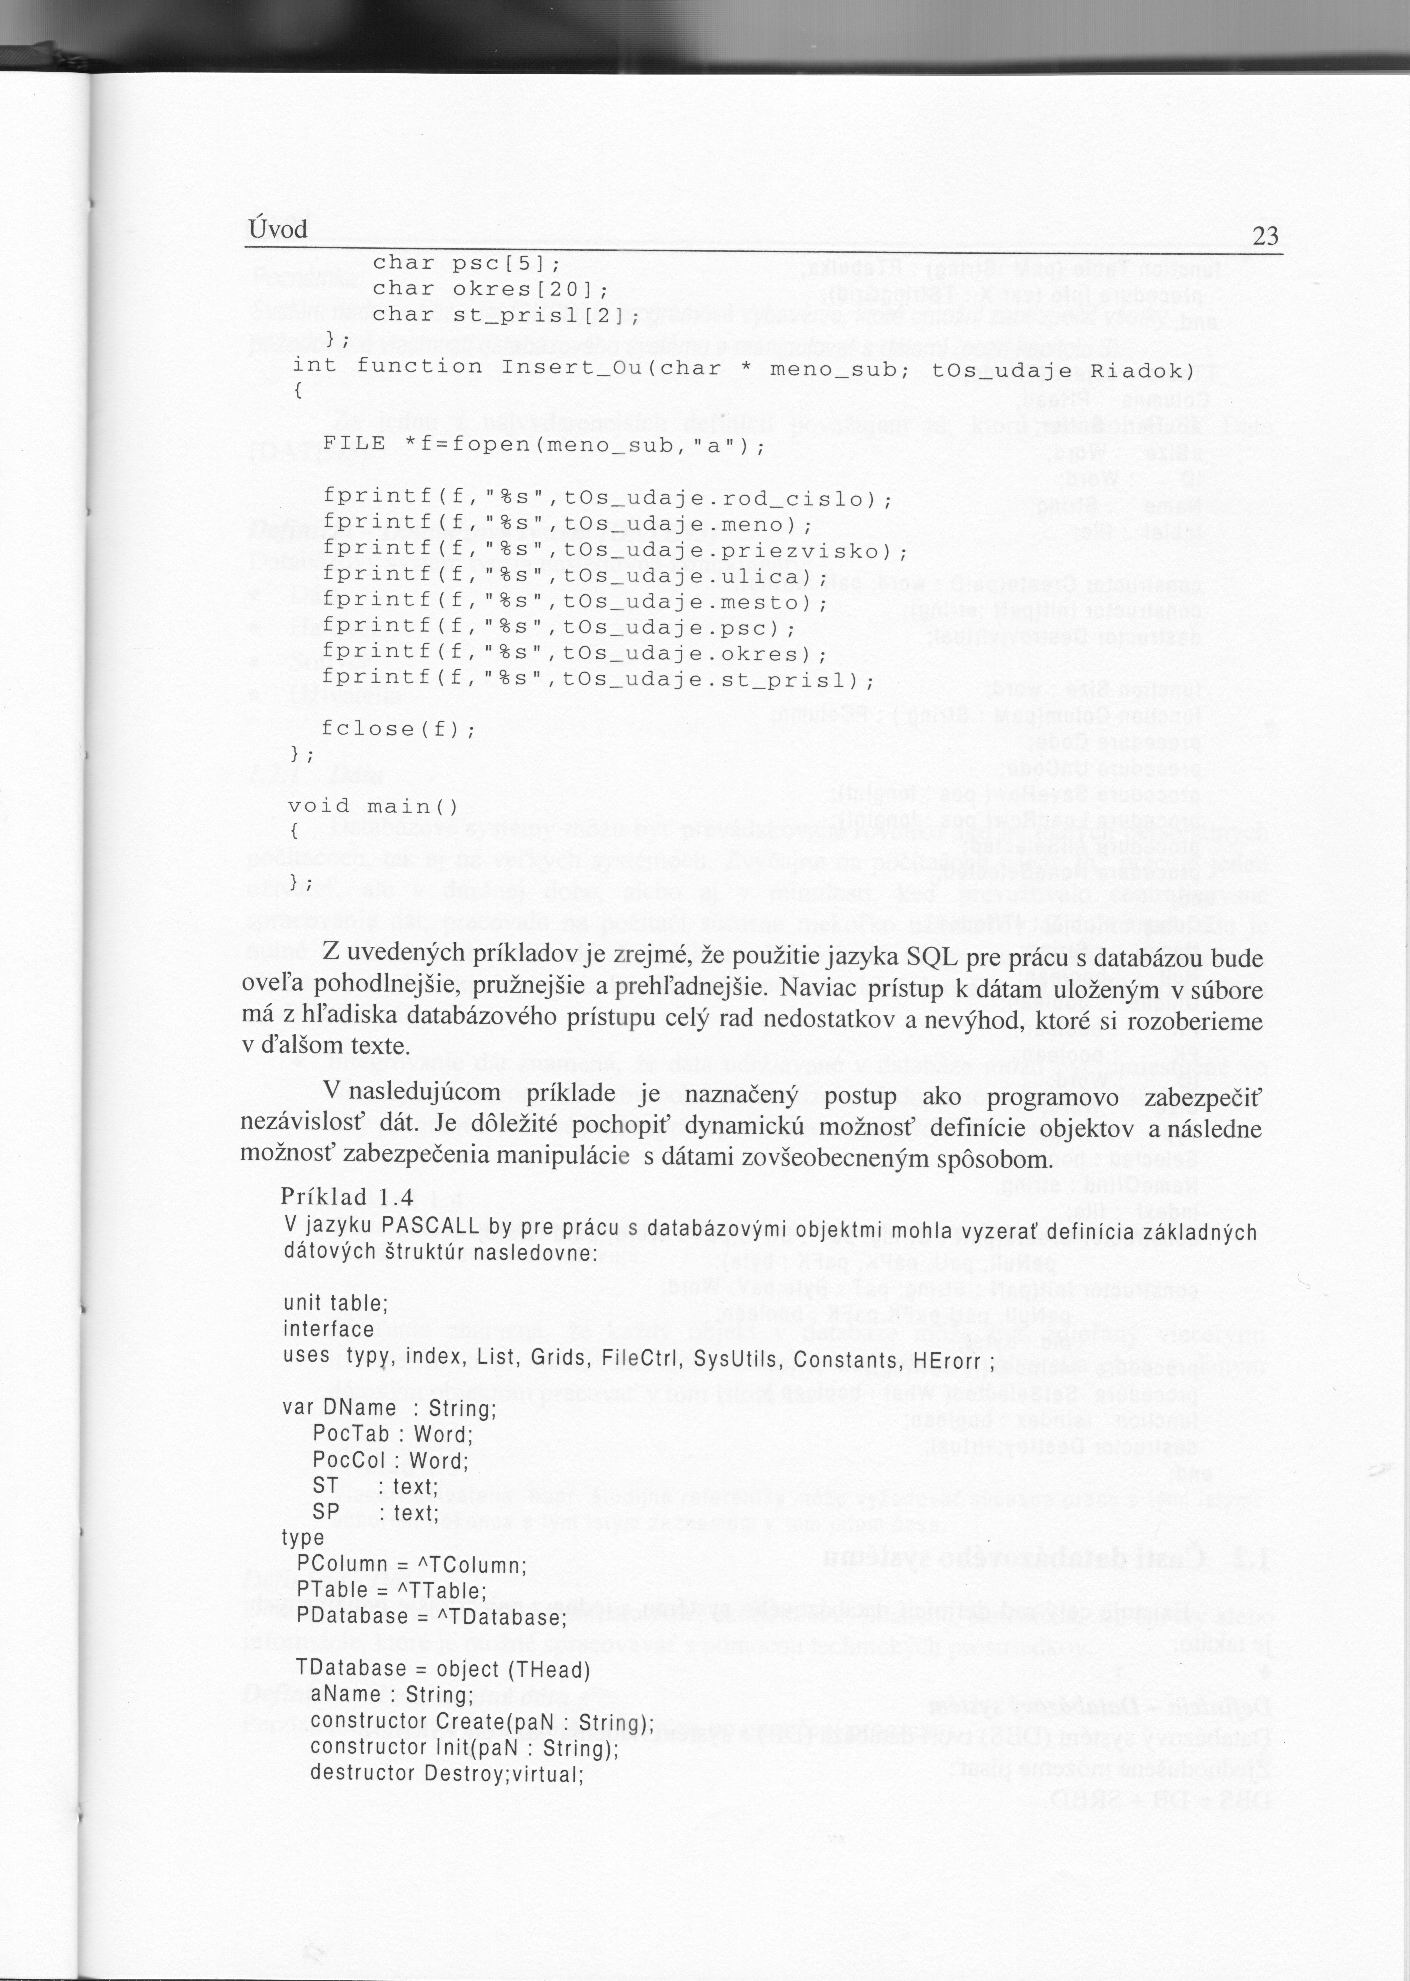 Úvod 23
char psc[5];
char okres[20];
char st_prisl[2];
};
int function Insert_Ou(char * meno_sub; tOs_udaje Riadok)
{
FILE *f=fopen(meno_sub,"a");
fprintf(f,"%s",tOs_udaje.rod_cislo);
fprintf(f,"%s",tOs_udaje.meno);
fprintf(f,"%s",tOs_udaje.priezvisko);
fprintf(f,"%s",tOs_udaje.ulica);
fprintf(f,"%s",tOs_udaje.mesto);
fprintf(f,"%s",tOs_udaje.psc);
fprintf(f,"%s",tOs_udaje.okres);
fprintf(f,"%s",tOs_udaje.st_prisl);
fclose(f);
};
void main()
{
};
Z uvedených príkladov je zrejmé, že použitie jazyka SQL pre prácu s databázou bude
oveľa pohodlnejšie, pružnejšie a prehľadnejšie. Naviac prístup k dátam uloženým v súbore
má z hľadiska databázového prístupu celý rad nedostatkov a nevýhod, ktoré si rozoberieme
v ďalšom texte.
V nasledujúcom príklade je naznačený postup ako programovo zabezpečiť
nezávislosť dát. Je dôležité pochopiť dynamickú možnosť definície objektov a následne
možnosť zabezpečenia manipulácie s dátami zovšeobecneným spôsobom.
Príklad 1.4
V jazyku PASCALL by pre prácu s databázovými objektmi mohla vyzerať definícia základných
dátových štruktúr nasledovne:
unit table;
interface
uses typy, index, List, Grids, FileCtrl, SysUtils, Constants, HErorr ;
var DName : String;
PocTab : Word;
PocCol : Word;
ST : text;
SP : text;
type
PColumn = ^TColumn;
PTable = ^TTable;
PDatabase = ^TDatabase;
TDatabase = object (THead)
aName : String;
constructor Create(paN : String);
constructor Init(paN : String);
destructor Destroy;virtual;